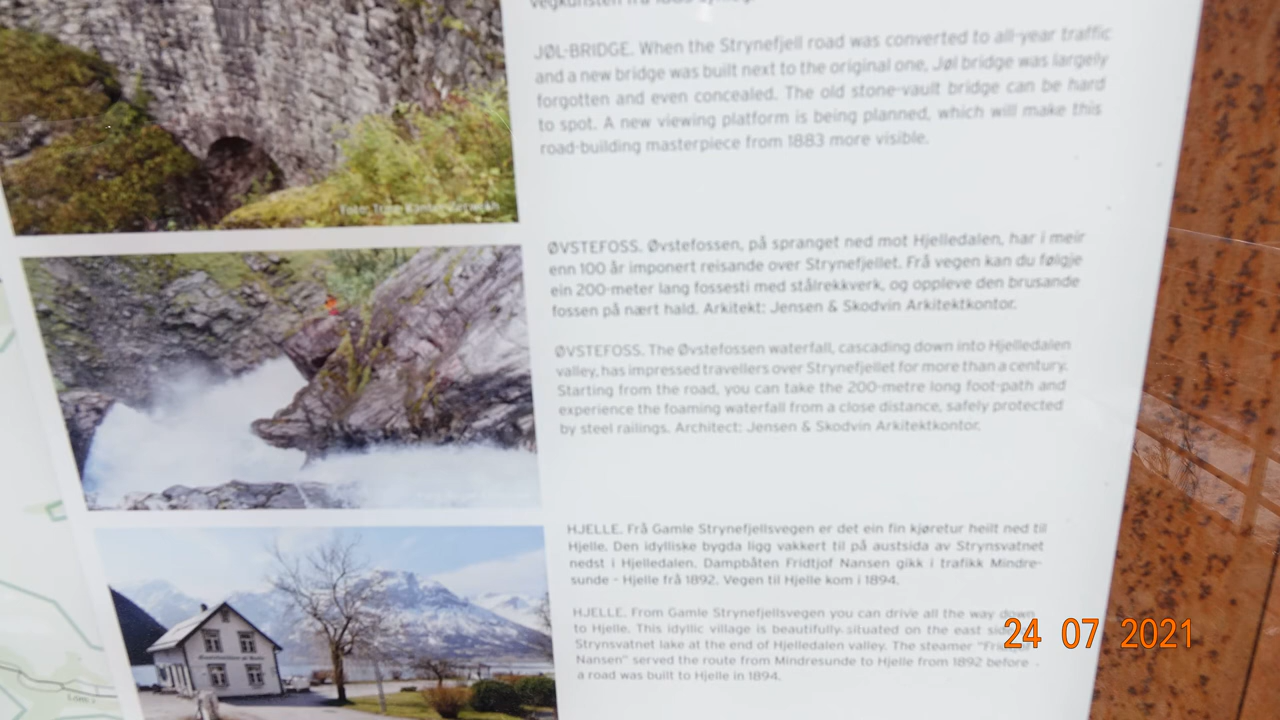 JØL-BRIDGE. When the Strynefjell road was converted to all-year traffic
and a new bridge was built next to the original one, Jøl bridge was largely
forgotten and even concealed. The old stone-vault bridge can be hard
to spot. A new viewing platform is being planned, which will make this
road-building masterpiece from 1883 more visible.
Foto:
ØVSTEFOSS. Øvstefossen, på spranget ned mot Hjelledalen, har i meir
enn 100 år imponert reisande over Strynefjellet. Frå vegen kan du følgje
ein 200-meter lang fossesti med stålrekkverk, og oppleve den brusande
fossen på nært hald. Arkitekt: Jensen & Skodvin Arkitektkontor.
ØVSTEFOSS. The Øvstefossen waterfall, cascading down into Hjelledalen
valley, has impressed travellers over Strynefjellet for more than a century.
Starting from the road, you can take the 200-metre long foot-path and
experience the foaming waterfall from a close distance, safely protected
by steel railings. Architect: Jensen & Skodvin Arkitektkontor.
HJELLE. Frå Gamle Strynefjellsvegen er det ein fin kjøretur heilt ned til
Hjelle. Den idylliske bygda ligg vakkert til på austsida av Strynsvatnet
nedst i Hjelledalen. Dampbåten Fridtjof Nansen gikk i trafikk Mindre-
sunde - Hjelle frå 1892. Vegen til Hjelle kom i 1894.
HJELLE. From Gamle Strynefjellsvegen you can drive all the way down
to Hjelle. This idyllic village is beautifully situated on the east
Strynsvatnet lake at the end of Hjelledalen valley. The steamer
Nansen" served the route from Mindresunde to Hjelle from 1892 before
a road was built to Hjelle in 1894.
24 07 2021